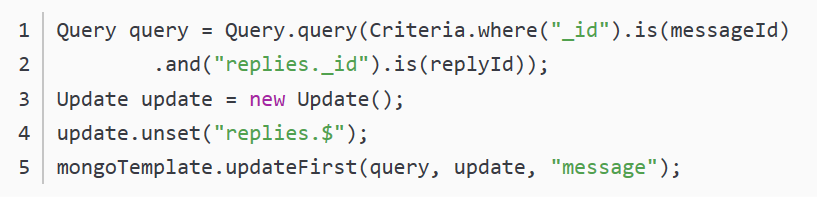 1 Query query = Query.query(Criteria.where("_id").is(messageId)
2         .and("replies._id").is(replyId));
3 Update update = new Update();
4 update.unset("replies.$");
5 mongoTemplate.updateFirst(query, update, "message");